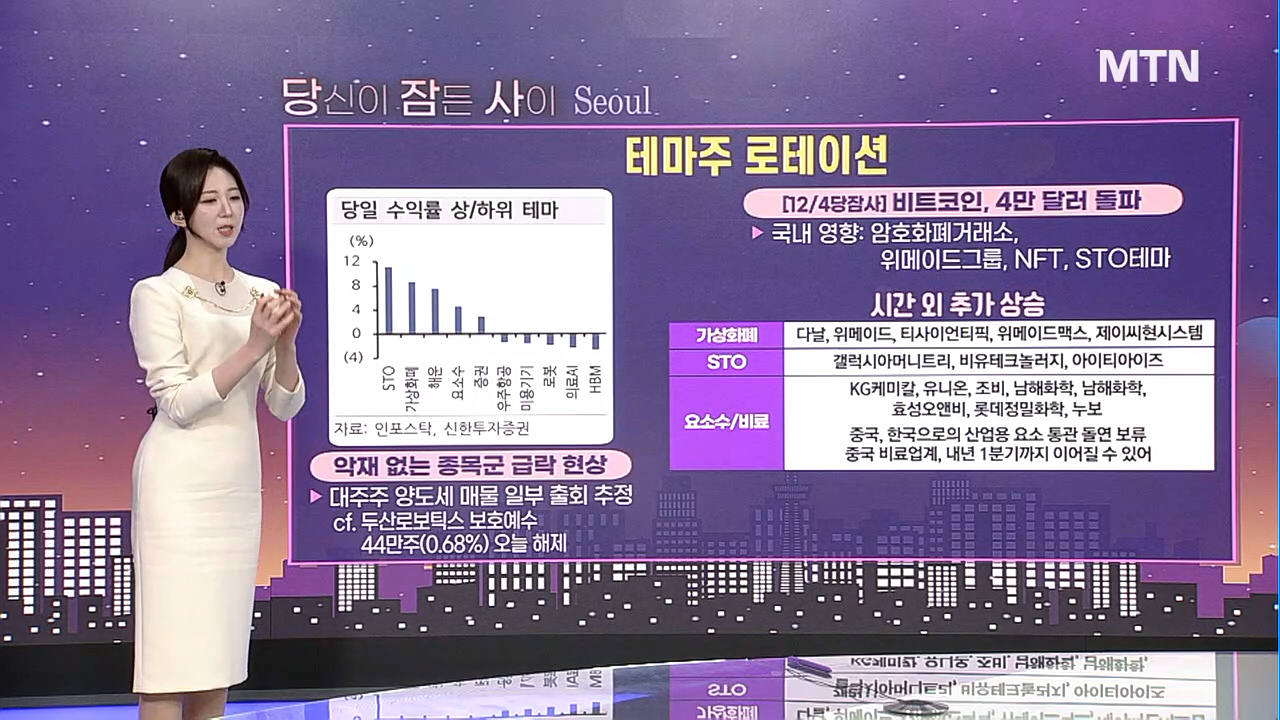 MTN
당신이 잠든 사이 Seoul
테마주 로테이션
당일 수익률 상/하위 테마
(%)
12
8
4
0
(4)
STO
가상화폐
해운
요소수
증권
우주항공
미용기기
로봇
의료AI
HBM
자료: 인포스탁, 신한투자증권
악재 없는 종목군 급락 현상
▶ 대주주 양도세 매물 일부 출회 추정
cf. 두산로보틱스 보호예수
44만주(0.68%) 오늘 해제
[12/4당잠사] 비트코인, 4만 달러 돌파
▶ 국내 영향: 암호화폐거래소,
위메이드그룹, NFT, STO테마
시간 외 추가 상승
가상화폐 다날, 위메이드, 티사이언티픽, 위메이드맥스, 제이씨현시스템
STO 갤럭시아머니트리, 비유테크놀러지, 아이티아이즈
요소수/비료
KG케미칼, 유니온, 조비, 남해화학, 남해화학,
효성오앤비, 롯데정밀화학, 누보
중국, 한국으로의 산업용 요소 통관 돌연 보류
중국 비료업계, 내년 1분기까지 이어질 수 있어